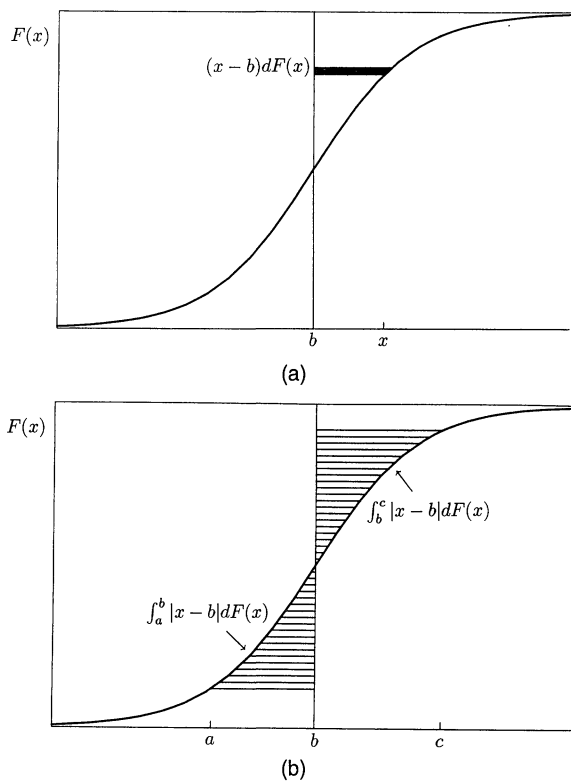 F(x)
(x − b)dF(x)
b x
(a)
F(x)
∫_b^c |x − b|dF(x)
∫_a^b |x − b|dF(x)
a b c
(b)